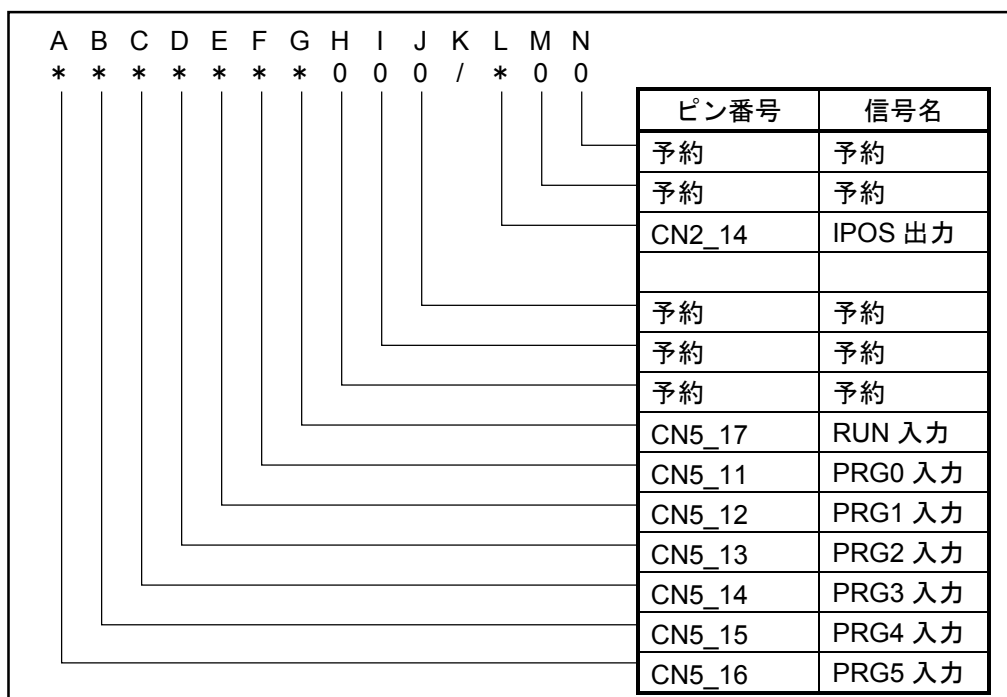 A B C D E F G H I J K L M N
* * * * * * * 0 0 0 / * 0 0
ピン番号 信号名
予約 予約
予約 予約
CN2_14 IPOS 出力
予約 予約
予約 予約
予約 予約
CN5_17 RUN 入力
CN5_11 PRG0 入力
CN5_12 PRG1 入力
CN5_13 PRG2 入力
CN5_14 PRG3 入力
CN5_15 PRG4 入力
CN5_16 PRG5 入力